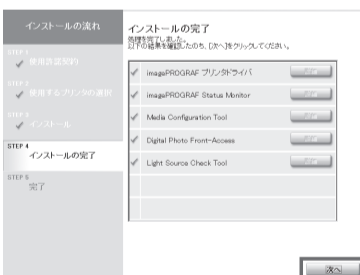 インストールの流れ
STEP 1
使用許諾契約
STEP 2
使用するプリンタの選択
STEP 3
インストール
STEP 4
インストールの完了
STEP 5
完了
インストールの完了
処理を完了しました。
以下の結果を確認したのち、[次へ]をクリックしてください。
imagePROGRAF プリンタドライバ
imagePROGRAF Status Monitor
Media Configuration Tool
Digital Photo Front-Access
Light Source Check Tool
次へ